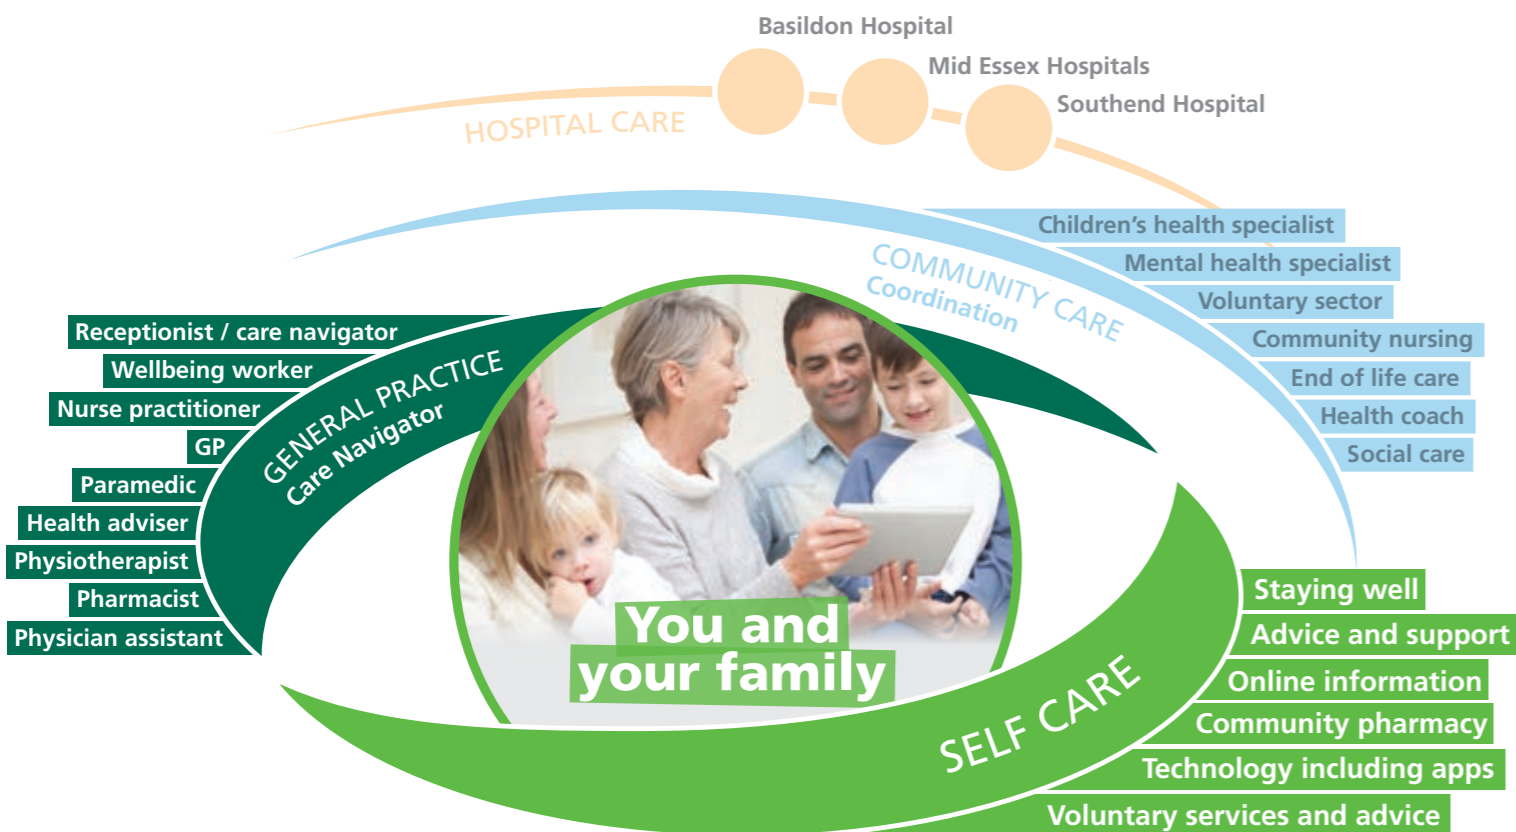 Basildon Hospital
Mid Essex Hospitals
Southend Hospital
HOSPITAL CARE
Children’s health specialist
Mental health specialist
Voluntary sector
Community nursing
End of life care
Health coach
Social care
COMMUNITY CARE
Coordination
Receptionist / care navigator
Wellbeing worker
Nurse practitioner
GP
Paramedic
Health adviser
Physiotherapist
Pharmacist
Physician assistant
GENERAL PRACTICE
Care Navigator
You and
your family
SELF CARE
Staying well
Advice and support
Online information
Community pharmacy
Technology including apps
Voluntary services and advice